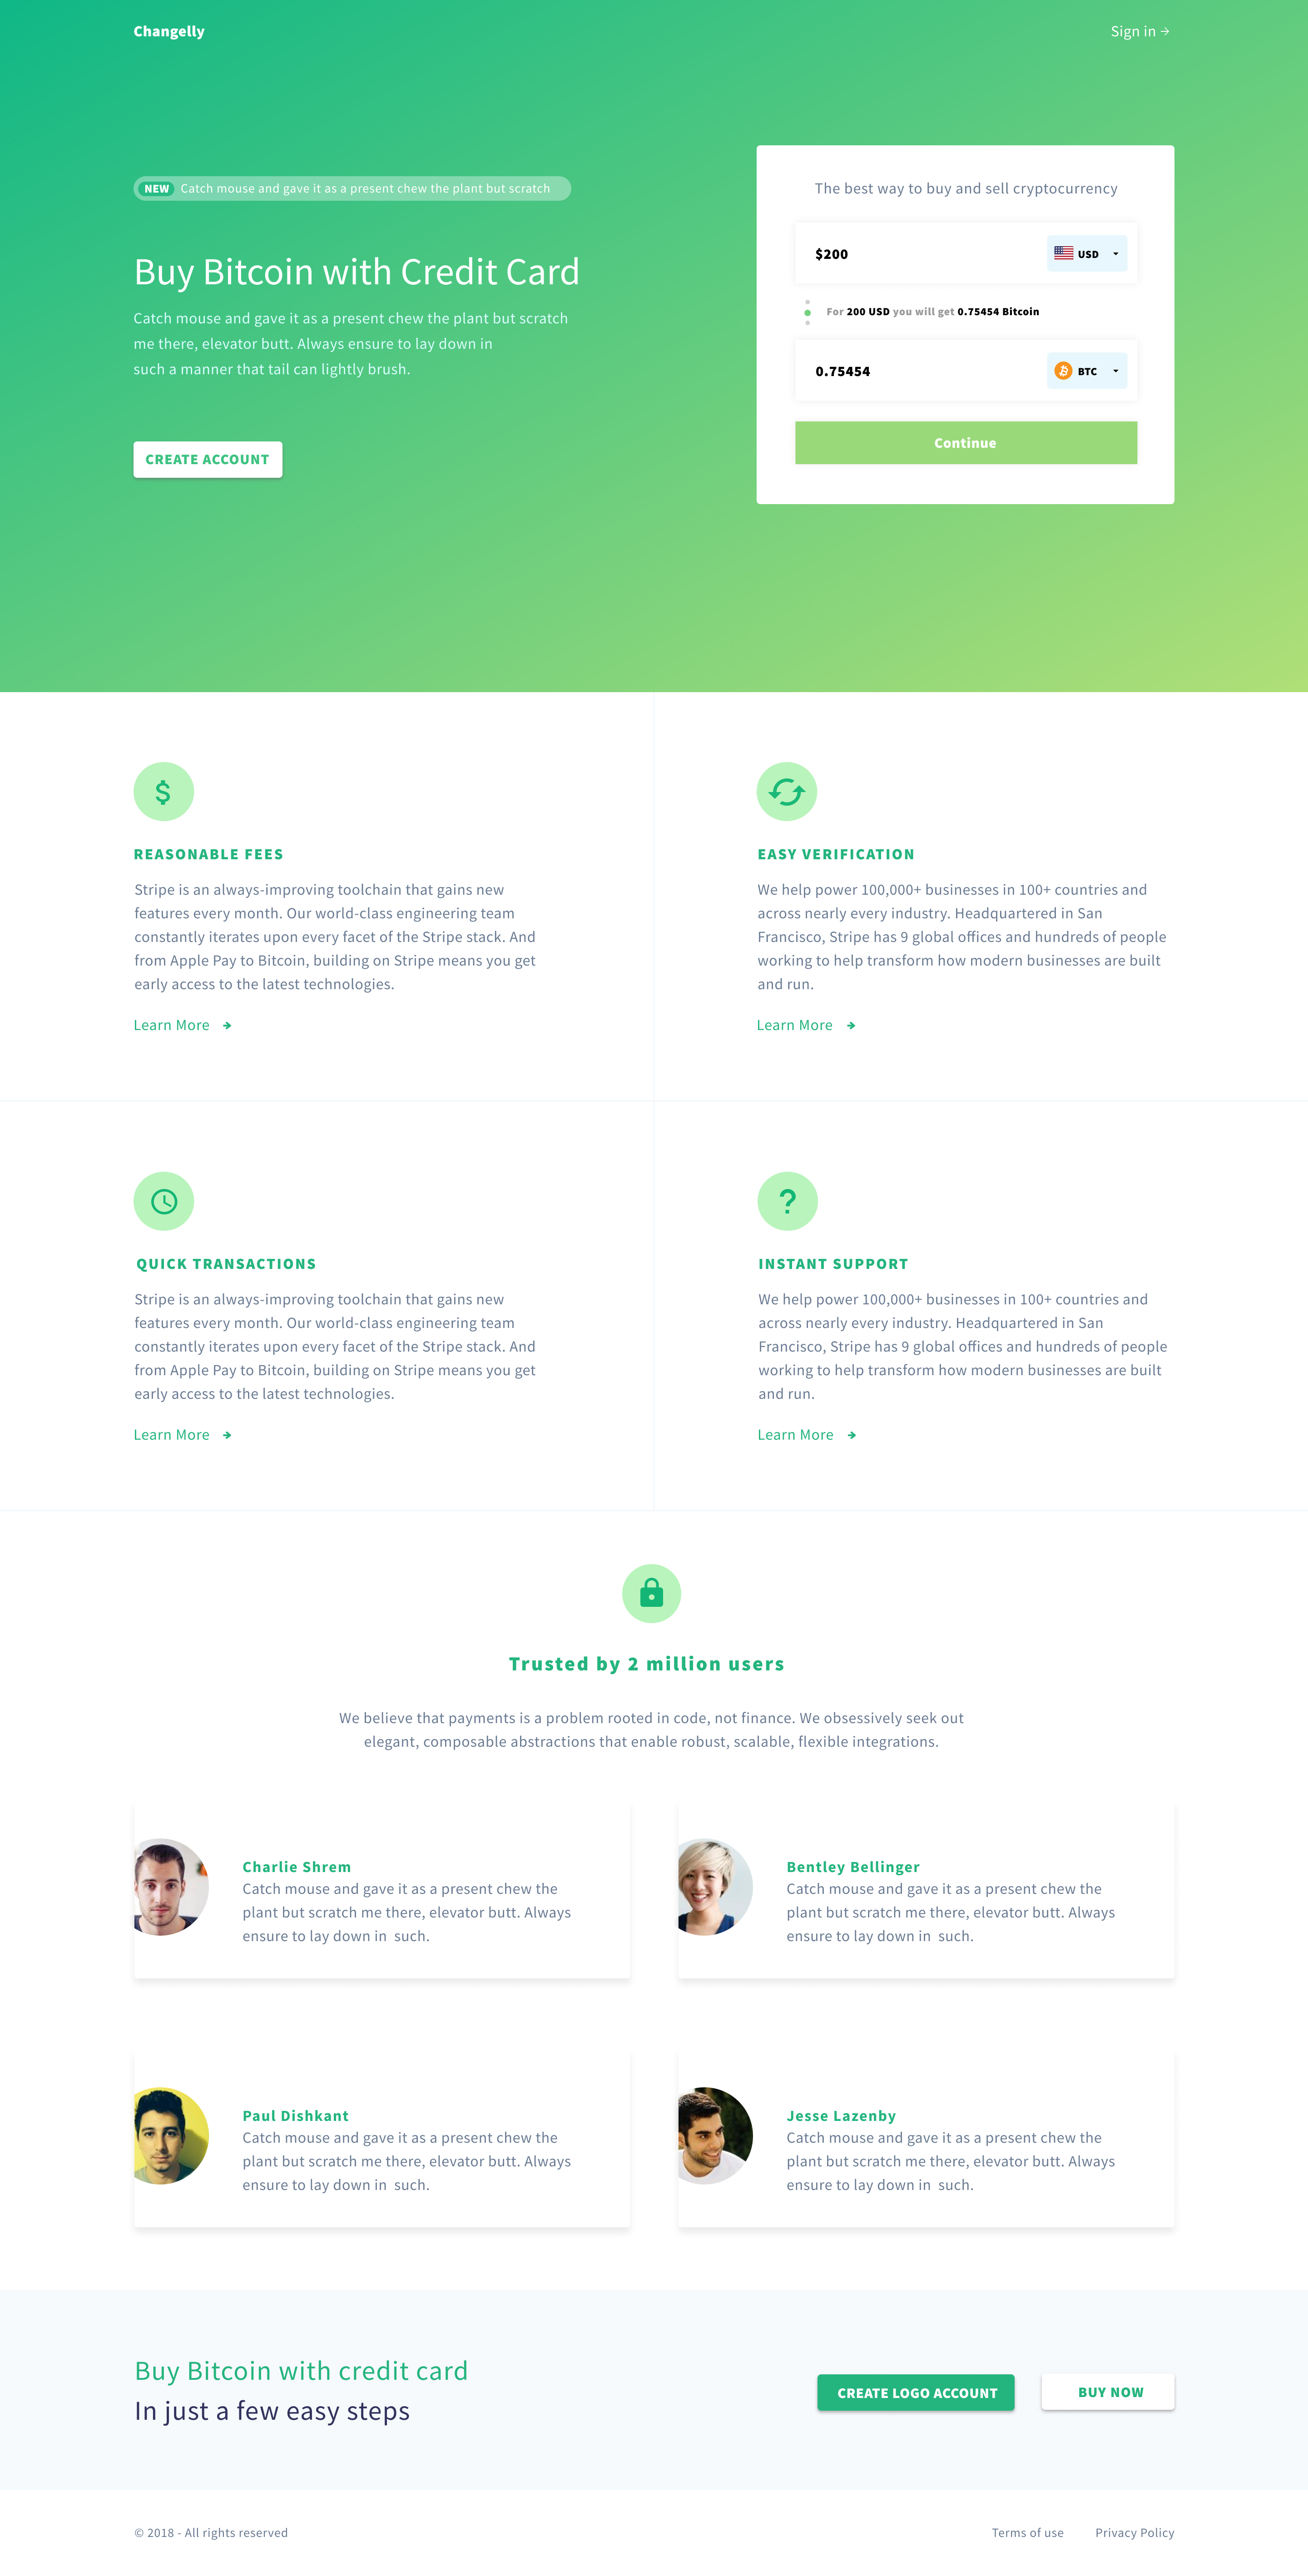 Changelly
Sign in →
NEW Catch mouse and gave it as a present chew the plant but scratch
Buy Bitcoin with Credit Card
Catch mouse and gave it as a present chew the plant but scratch
me there, elevator butt. Always ensure to lay down in
such a manner that tail can lightly brush.
CREATE ACCOUNT
The best way to buy and sell cryptocurrency
$200 USD
For 200 USD you will get 0.75454 Bitcoin
0.75454 BTC
Continue
REASONABLE FEES
Stripe is an always-improving toolchain that gains new
features every month. Our world-class engineering team
constantly iterates upon every facet of the Stripe stack. And
from Apple Pay to Bitcoin, building on Stripe means you get
early access to the latest technologies.
Learn More →
EASY VERIFICATION
We help power 100,000+ businesses in 100+ countries and
across nearly every industry. Headquartered in San
Francisco, Stripe has 9 global offices and hundreds of people
working to help transform how modern businesses are built
and run.
Learn More →
QUICK TRANSACTIONS
Stripe is an always-improving toolchain that gains new
features every month. Our world-class engineering team
constantly iterates upon every facet of the Stripe stack. And
from Apple Pay to Bitcoin, building on Stripe means you get
early access to the latest technologies.
Learn More →
INSTANT SUPPORT
We help power 100,000+ businesses in 100+ countries and
across nearly every industry. Headquartered in San
Francisco, Stripe has 9 global offices and hundreds of people
working to help transform how modern businesses are built
and run.
Learn More →
Trusted by 2 million users
We believe that payments is a problem rooted in code, not finance. We obsessively seek out
elegant, composable abstractions that enable robust, scalable, flexible integrations.
Charlie Shrem
Catch mouse and gave it as a present chew the
plant but scratch me there, elevator butt. Always
ensure to lay down in  such.
Bentley Bellinger
Catch mouse and gave it as a present chew the
plant but scratch me there, elevator butt. Always
ensure to lay down in  such.
Paul Dishkant
Catch mouse and gave it as a present chew the
plant but scratch me there, elevator butt. Always
ensure to lay down in  such.
Jesse Lazenby
Catch mouse and gave it as a present chew the
plant but scratch me there, elevator butt. Always
ensure to lay down in  such.
Buy Bitcoin with credit card
In just a few easy steps
CREATE LOGO ACCOUNT
BUY NOW
© 2018 - All rights reserved
Terms of use
Privacy Policy